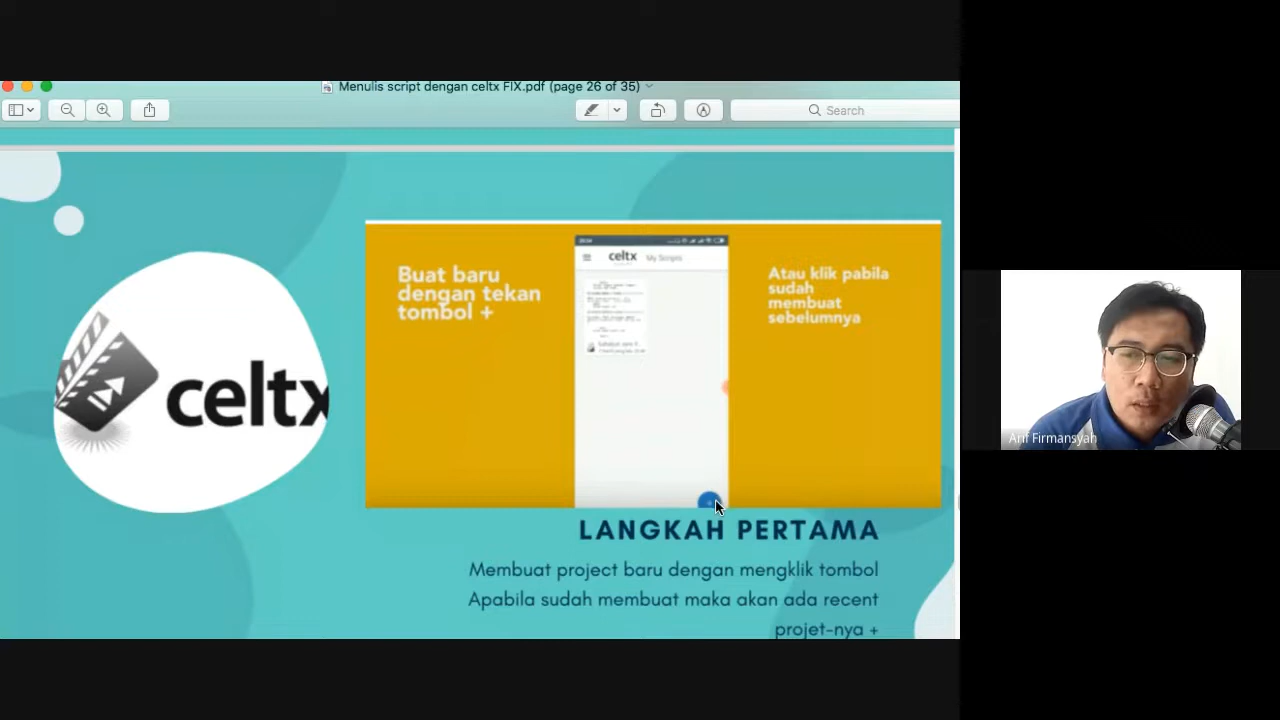 Menulis script dengan celtx FIX.pdf (page 26 of 35)
Search
Buat baru
dengan tekan
tombol +
celtx My Scripts
Atau klik pabila
sudah
membuat
sebelumnya
celtx
LANGKAH PERTAMA
Membuat project baru dengan mengklik tombol
Apabila sudah membuat maka akan ada recent
projet-nya +
Arif Firmansyah